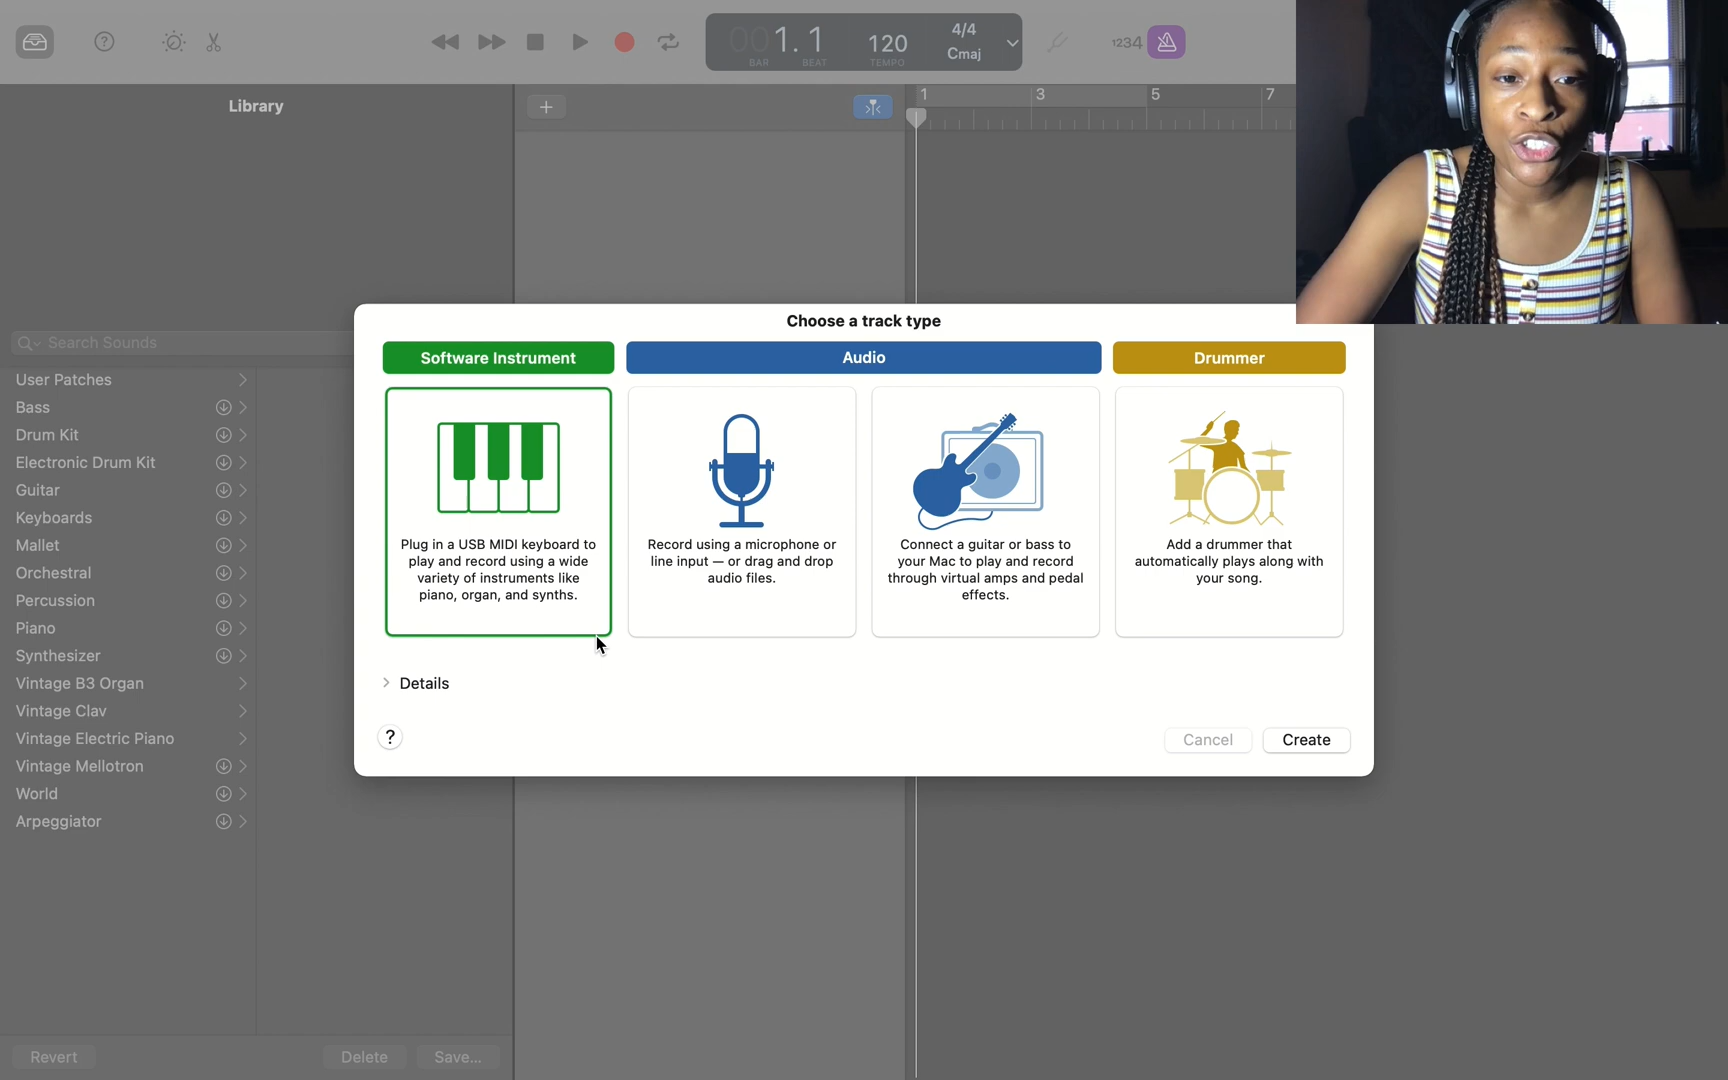 001.1
BAR
BEAT
120
TEMPO
4/4
Cmaj
1234
Library
1
3
5
7
Choose a track type
Search Sounds
Software Instrument
Audio
Drummer
User Patches
Bass
Drum Kit
Electronic Drum Kit
Guitar
Keyboards
Mallet
Orchestral
Percussion
Piano
Synthesizer
Vintage B3 Organ
Vintage Clav
Vintage Electric Piano
Vintage Mellotron
World
Arpeggiator
Plug in a USB MIDI keyboard to
play and record using a wide
variety of instruments like
piano, organ, and synths.
Record using a microphone or
line input — or drag and drop
audio files.
Connect a guitar or bass to
your Mac to play and record
through virtual amps and pedal
effects.
Add a drummer that
automatically plays along with
your song.
Details
?
Cancel
Create
Revert
Delete
Save...